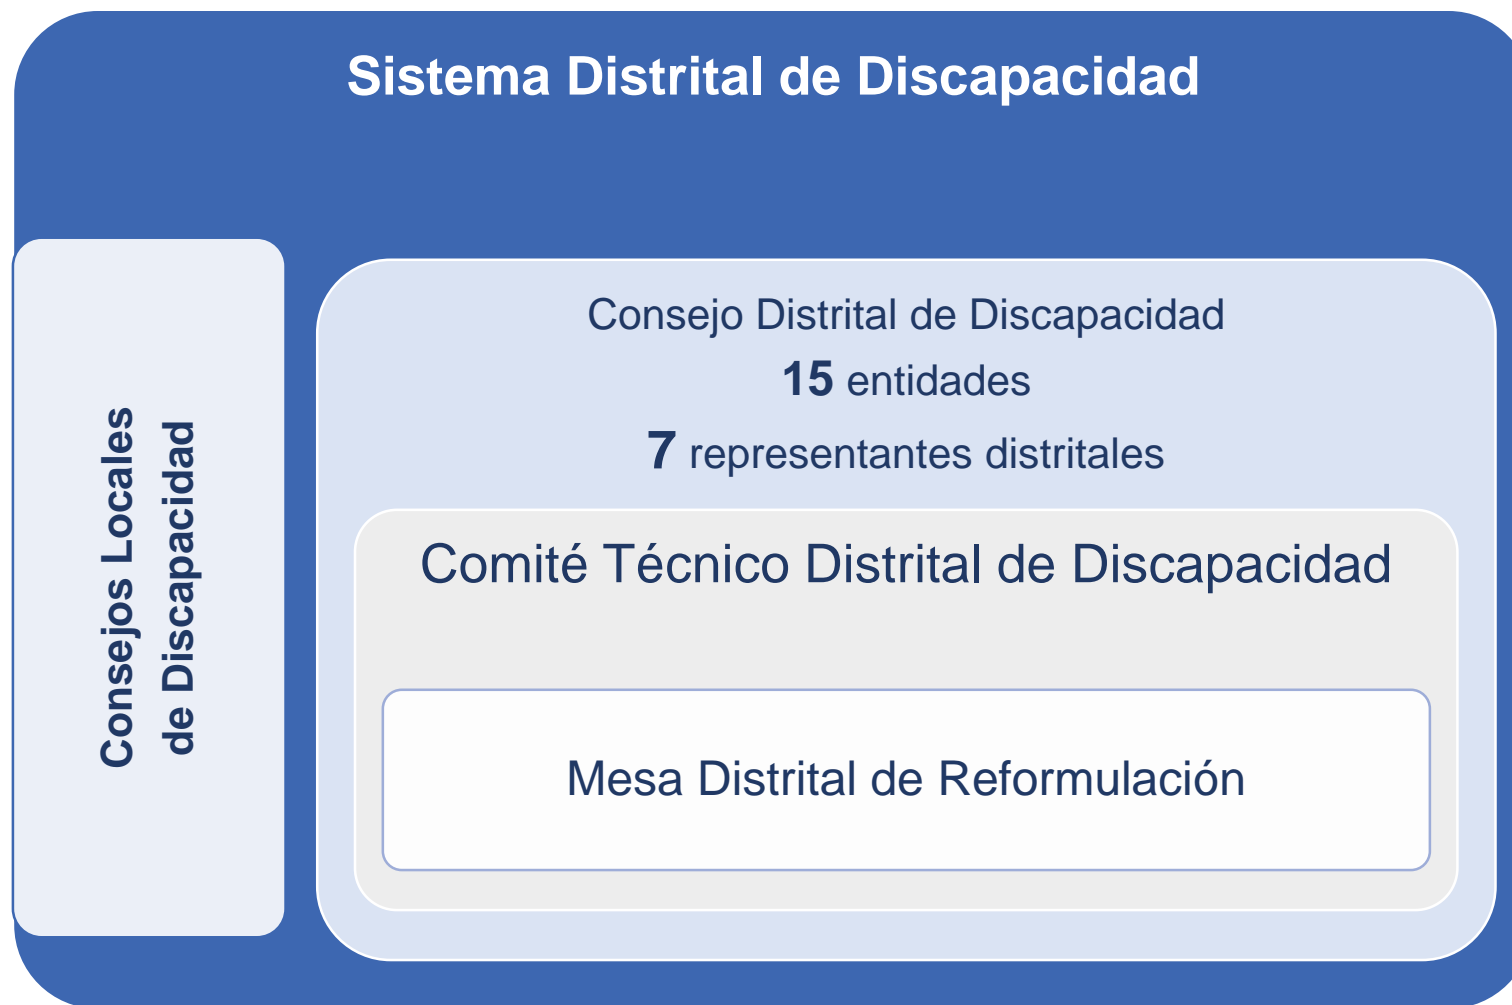 Sistema Distrital de Discapacidad
Consejos Locales
de Discapacidad
Consejo Distrital de Discapacidad
15 entidades
7 representantes distritales
Comité Técnico Distrital de Discapacidad
Mesa Distrital de Reformulación